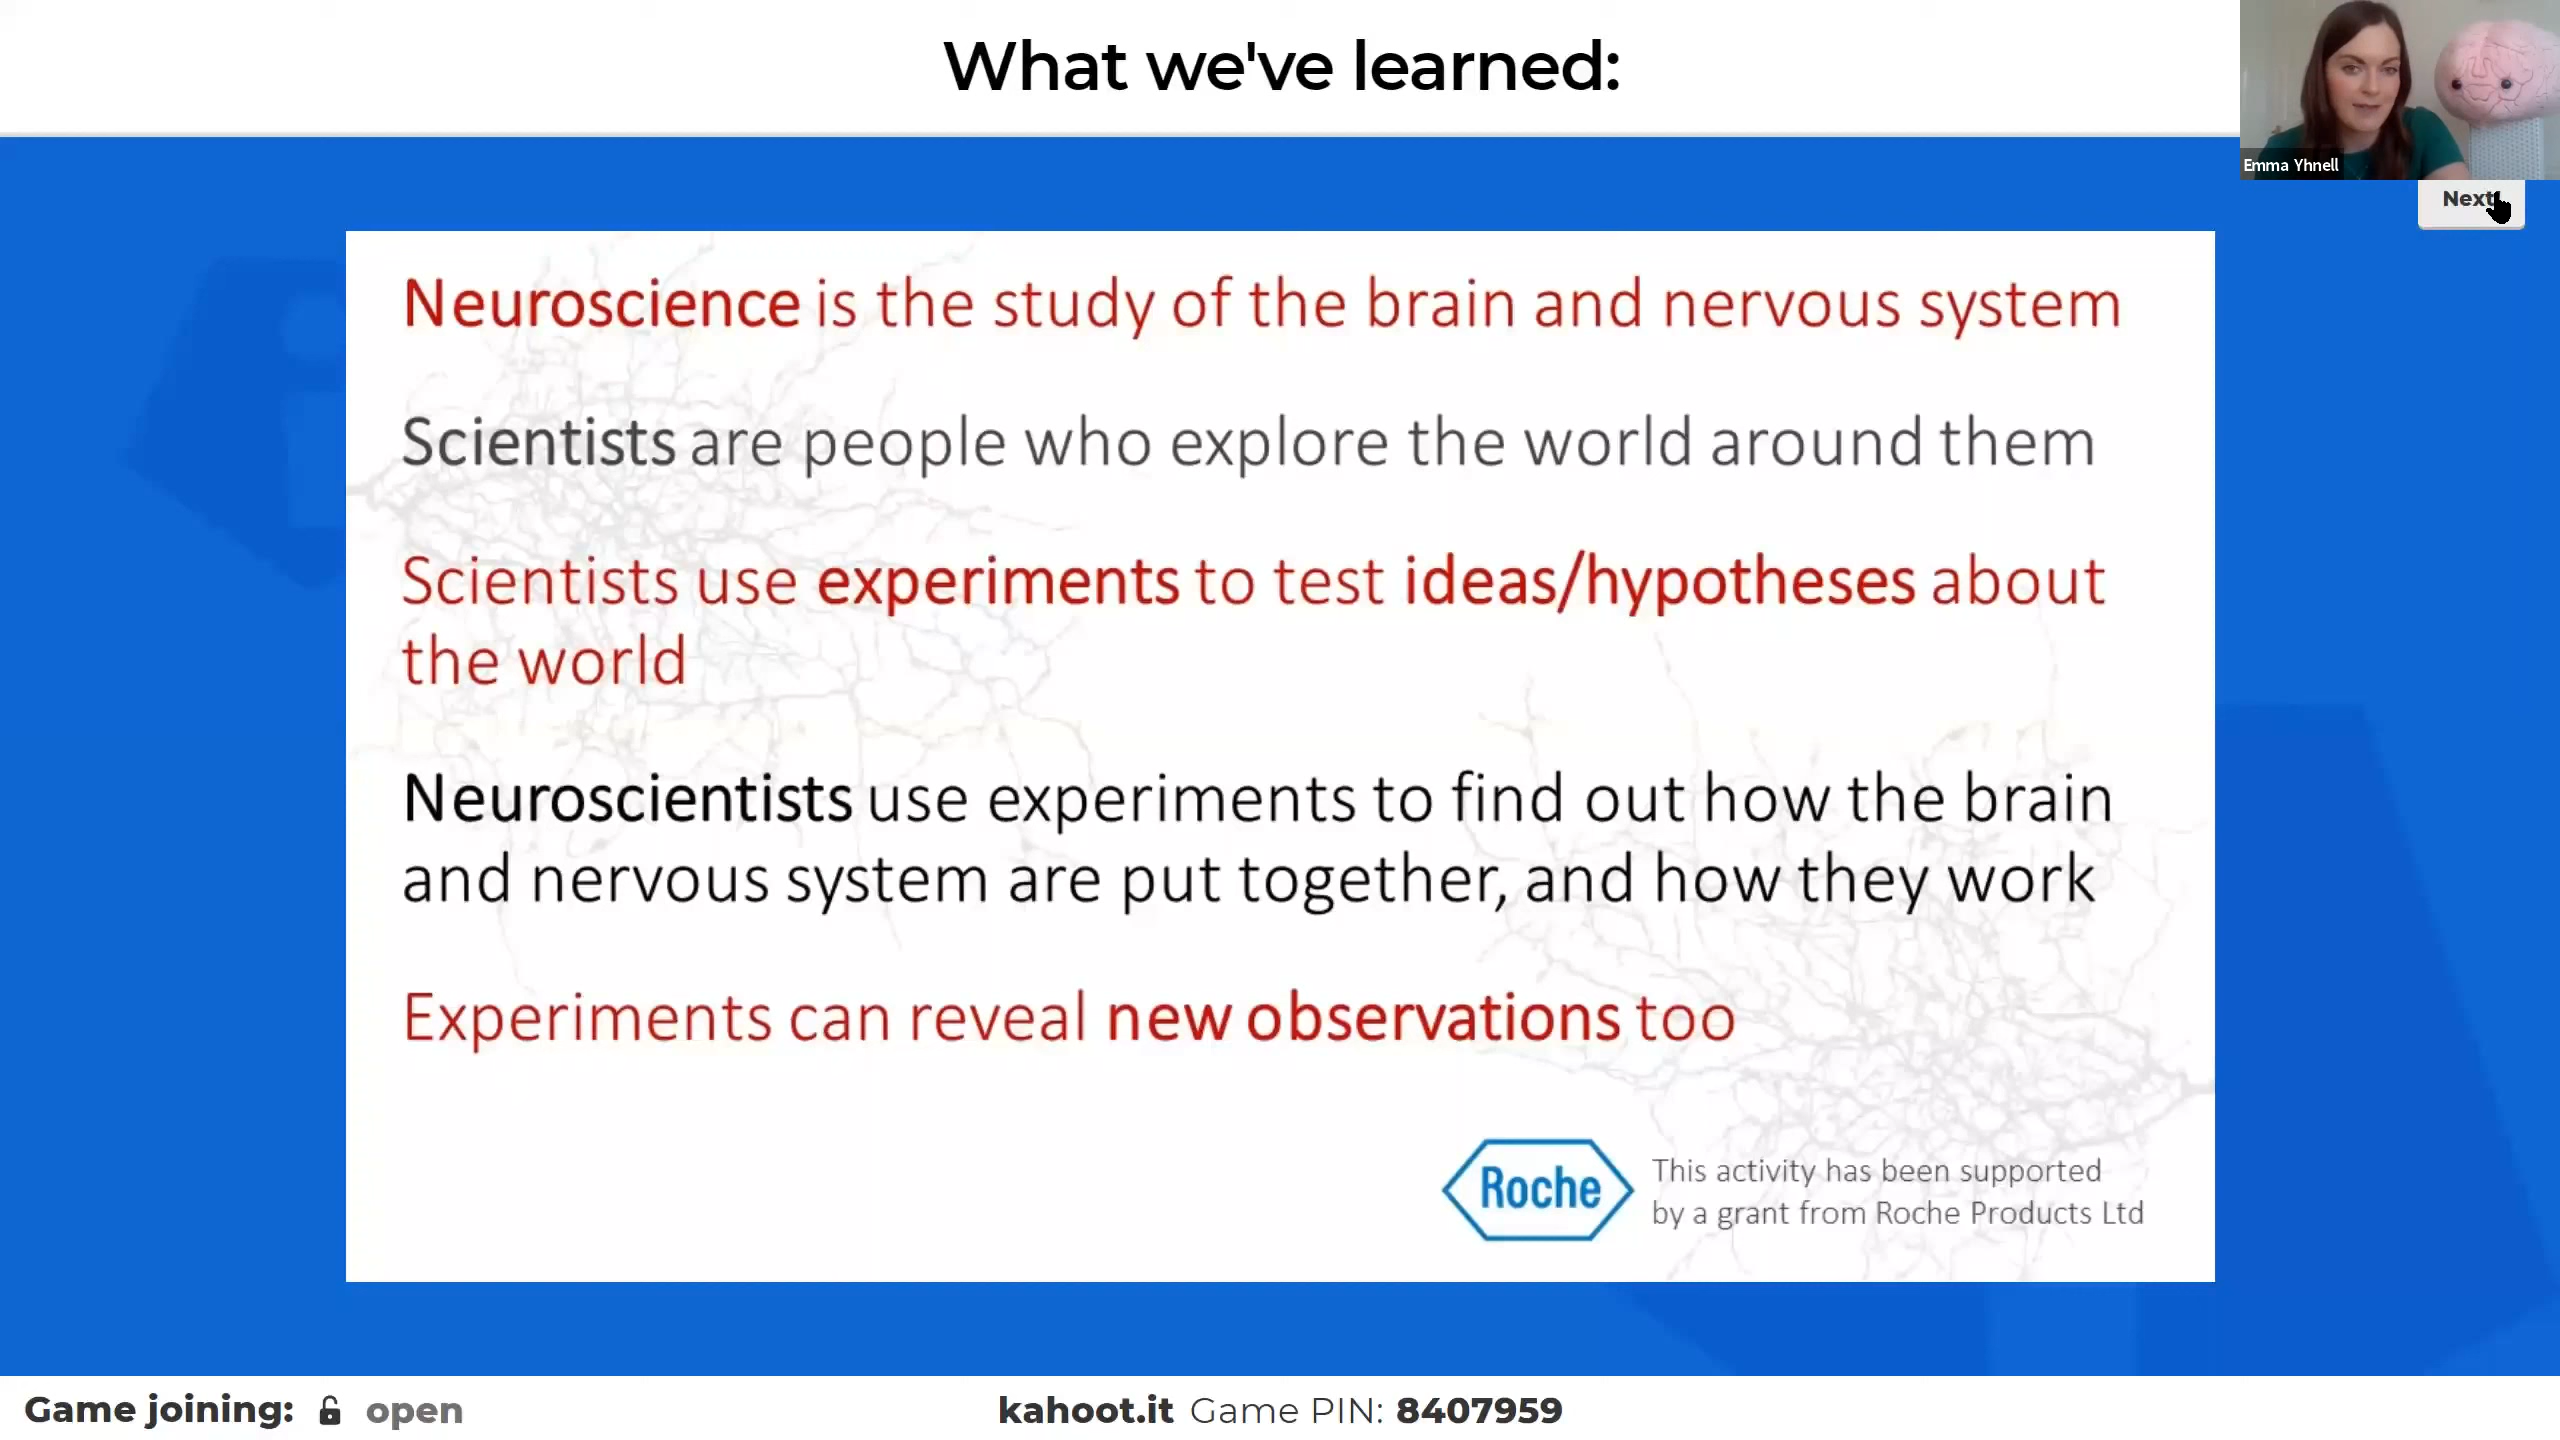 What we've learned:
Emma Yhnell
Next
Neuroscience is the study of the brain and nervous system
Scientists are people who explore the world around them
Scientists use experiments to test ideas/hypotheses about
the world
Neuroscientists use experiments to find out how the brain
and nervous system are put together, and how they work
Experiments can reveal new observations too
Roche
This activity has been supported
by a grant from Roche Products Ltd
Game joining: open
kahoot.it Game PIN: 8407959